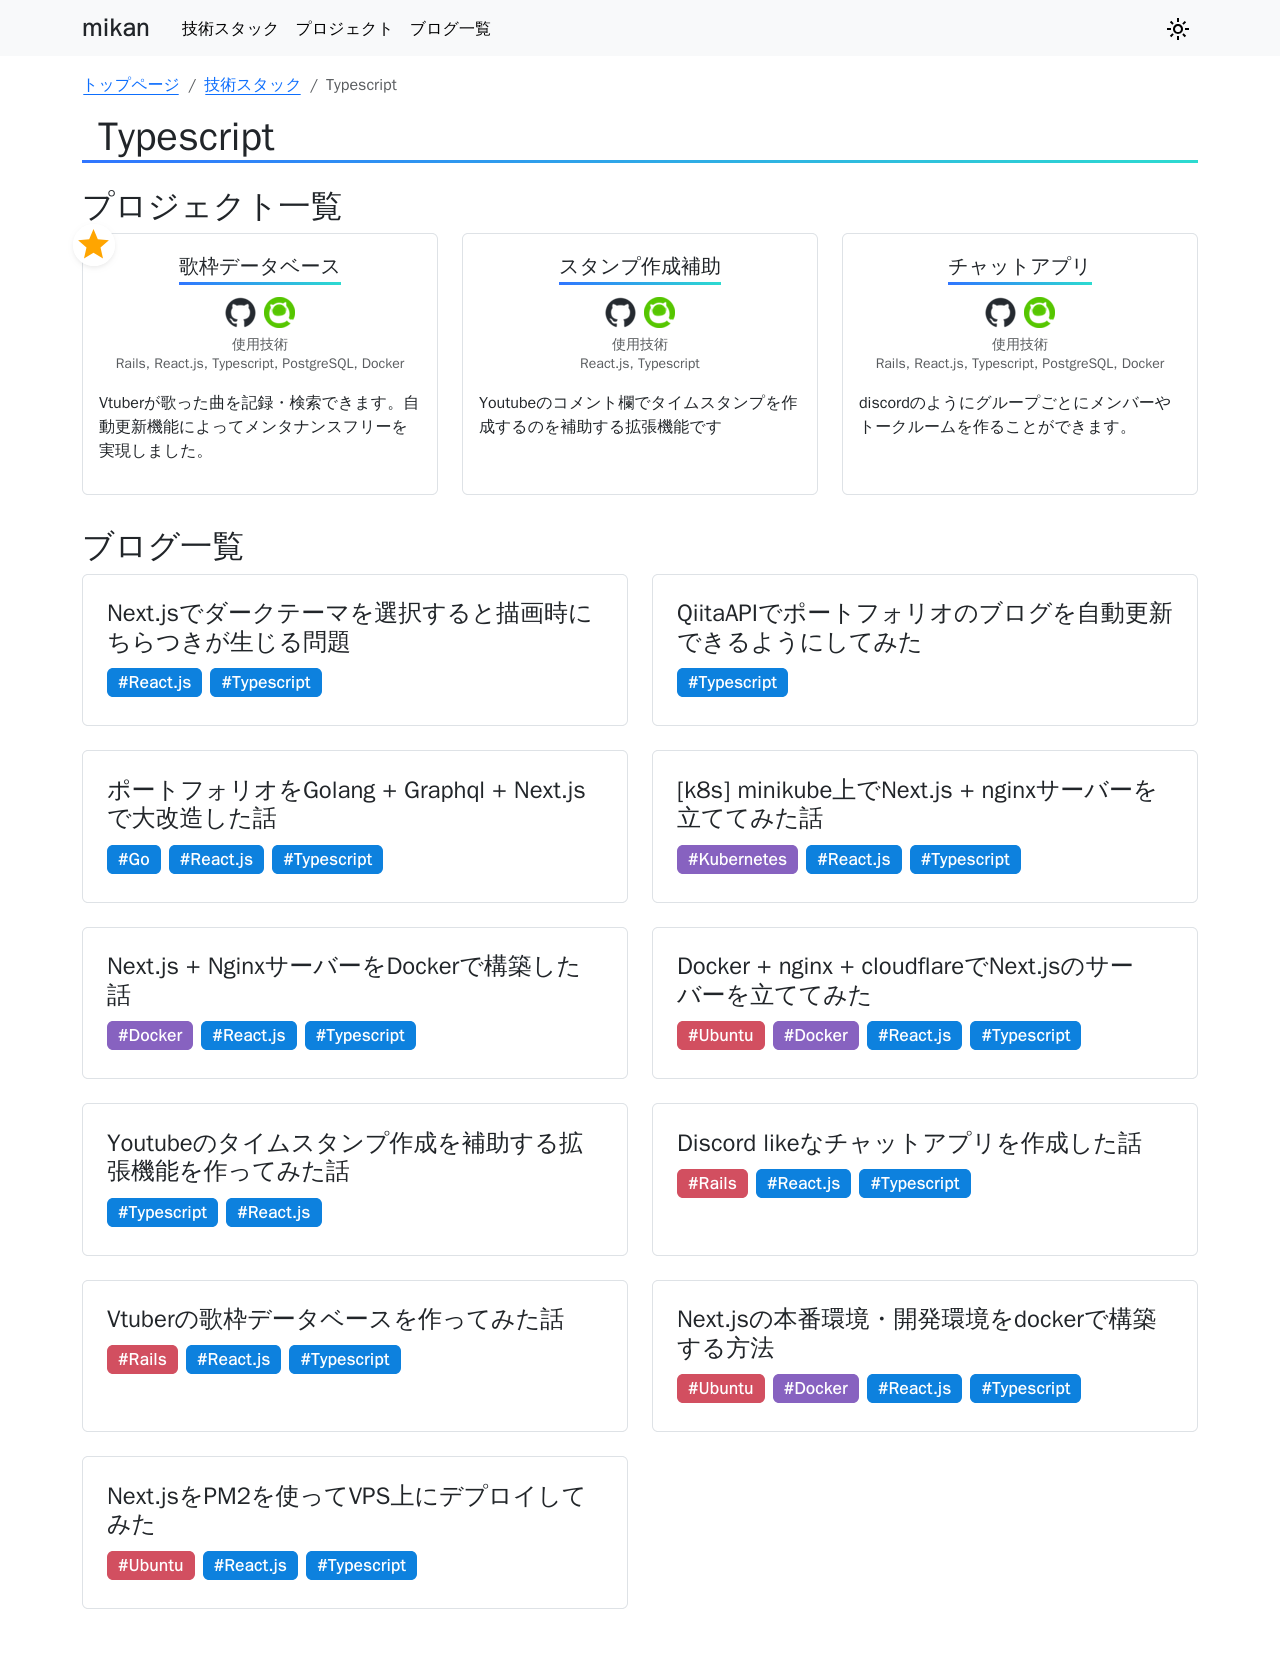 mikan 技術スタック プロジェクト ブログ一覧
トップページ / 技術スタック / Typescript
Typescript
プロジェクト一覧
歌枠データベース
使用技術
Rails, React.js, Typescript, PostgreSQL, Docker
Vtuberが歌った曲を記録・検索できます。自
動更新機能によってメンタナンスフリーを
実現しました。
スタンプ作成補助
使用技術
React.js, Typescript
Youtubeのコメント欄でタイムスタンプを作
成するのを補助する拡張機能です
チャットアプリ
使用技術
Rails, React.js, Typescript, PostgreSQL, Docker
discordのようにグループごとにメンバーや
トークルームを作ることができます。
ブログ一覧
Next.jsでダークテーマを選択すると描画時に
ちらつきが生じる問題
#React.js #Typescript
QiitaAPIでポートフォリオのブログを自動更新
できるようにしてみた
#Typescript
ポートフォリオをGolang + Graphql + Next.js
で大改造した話
#Go #React.js #Typescript
[k8s] minikube上でNext.js + nginxサーバーを
立ててみた話
#Kubernetes #React.js #Typescript
Next.js + NginxサーバーをDockerで構築した
話
#Docker #React.js #Typescript
Docker + nginx + cloudflareでNext.jsのサー
バーを立ててみた
#Ubuntu #Docker #React.js #Typescript
Youtubeのタイムスタンプ作成を補助する拡
張機能を作ってみた話
#Typescript #React.js
Discord likeなチャットアプリを作成した話
#Rails #React.js #Typescript
Vtuberの歌枠データベースを作ってみた話
#Rails #React.js #Typescript
Next.jsの本番環境・開発環境をdockerで構築
する方法
#Ubuntu #Docker #React.js #Typescript
Next.jsをPM2を使ってVPS上にデプロイして
みた
#Ubuntu #React.js #Typescript